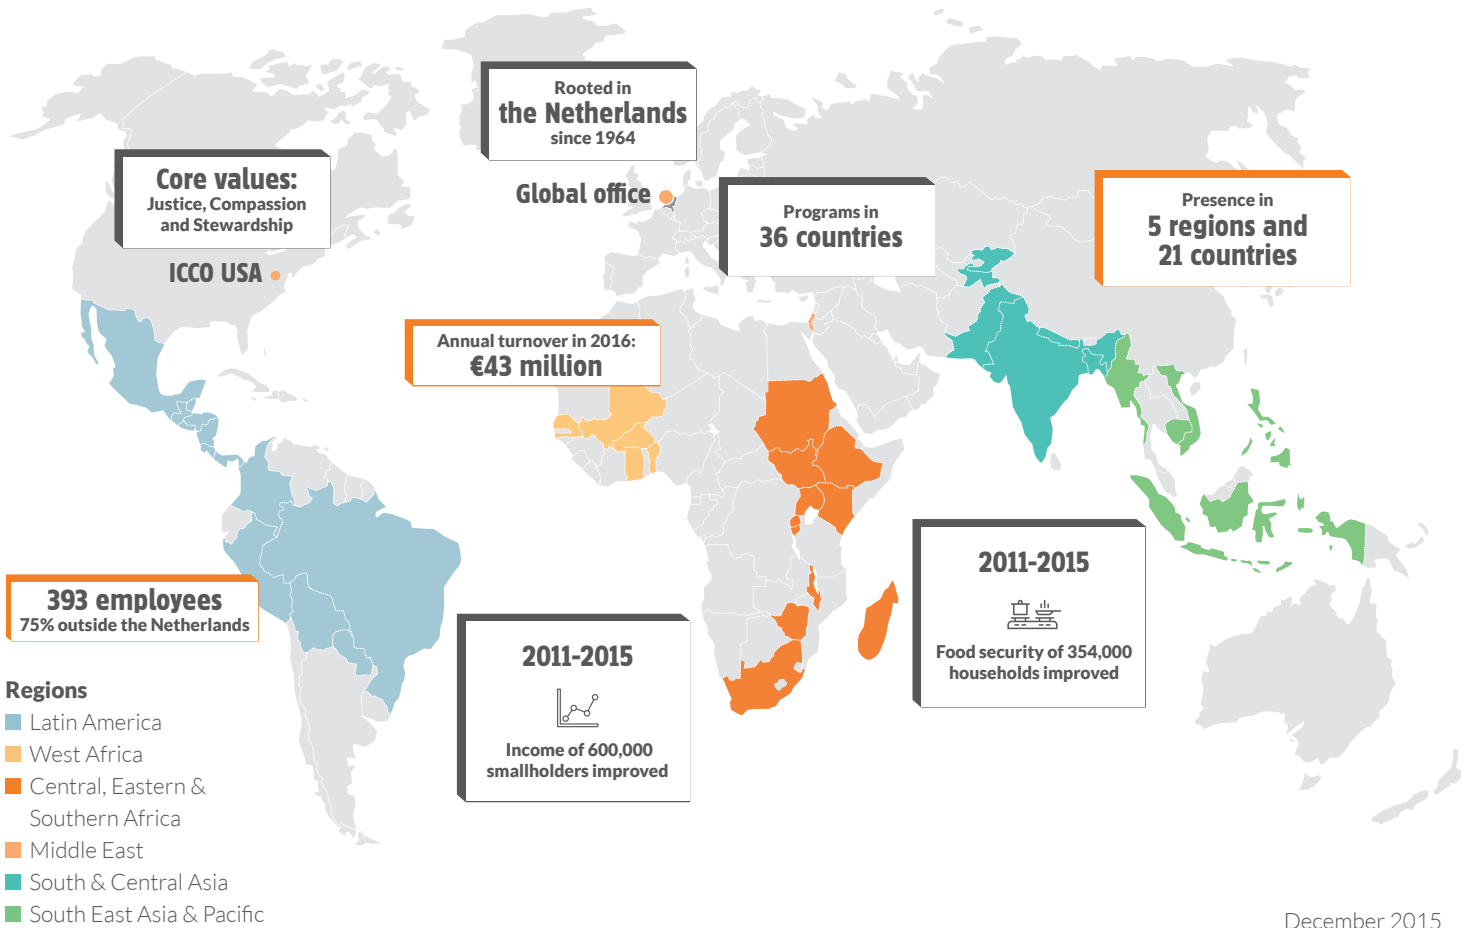 Rooted in
the Netherlands
since 1964
Core values:
Justice, Compassion
and Stewardship
Global office
Programs in
36 countries
Presence in
5 regions and
21 countries
ICCO USA
Annual turnover in 2016:
€43 million
393 employees
75% outside the Netherlands
2011-2015
Income of 600,000
smallholders improved
2011-2015
Food security of 354,000
households improved
Regions
Latin America
West Africa
Central, Eastern &
Southern Africa
Middle East
South & Central Asia
South East Asia & Pacific
December 2015